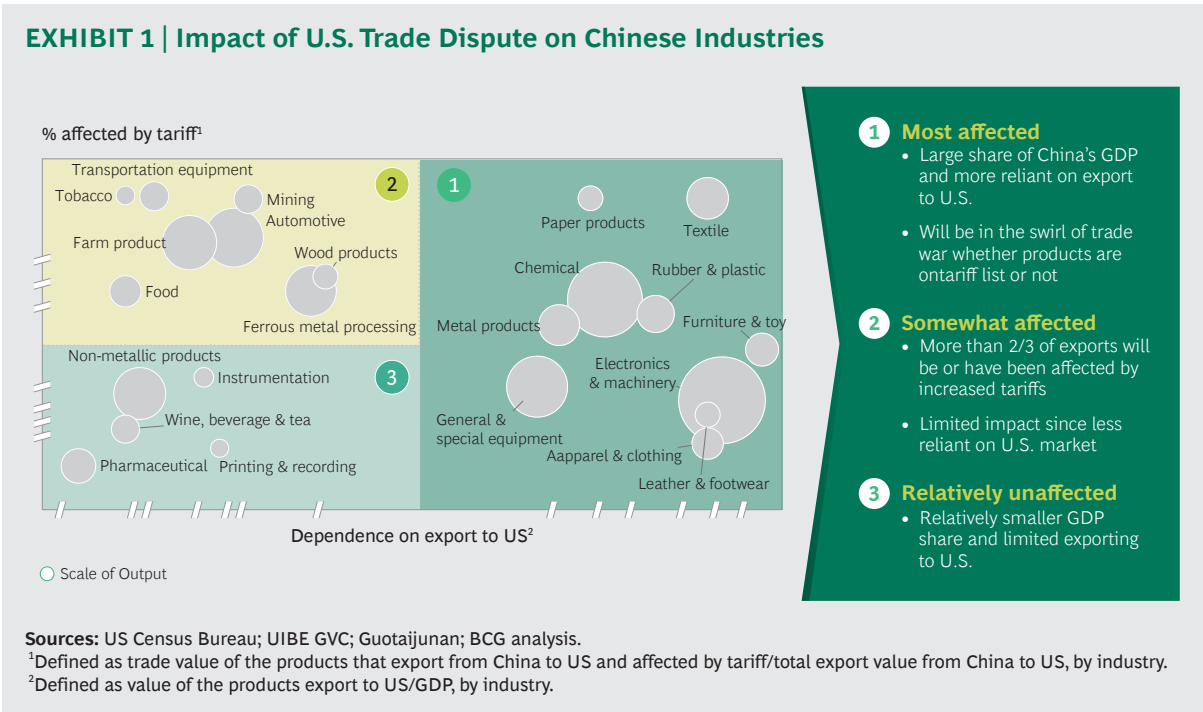 EXHIBIT 1 | Impact of U.S. Trade Dispute on Chinese Industries
% affected by tariff¹
Transportation equipment
Tobacco
Mining
Automotive
Farm product
Wood products
Food
Ferrous metal processing
2
1
Paper products
Textile
Chemical
Rubber & plastic
Metal products
Furniture & toy
Electronics
& machinery
General &
special equipment
Aapparel & clothing
Leather & footwear
Non-metallic products
Instrumentation
3
Wine, beverage & tea
Pharmaceutical
Printing & recording
Dependence on export to US²
Scale of Output
1 Most affected
• Large share of China's GDP
and more reliant on export
to U.S.
• Will be in the swirl of trade
war whether products are
ontariff list or not
2 Somewhat affected
• More than 2/3 of exports will
be or have been affected by
increased tariffs
• Limited impact since less
reliant on U.S. market
3 Relatively unaffected
• Relatively smaller GDP
share and limited exporting
to U.S.
Sources: US Census Bureau; UIBE GVC; Guotaijunan; BCG analysis.
¹Defined as trade value of the products that export from China to US and affected by tariff/total export value from China to US, by industry.
²Defined as value of the products export to US/GDP, by industry.